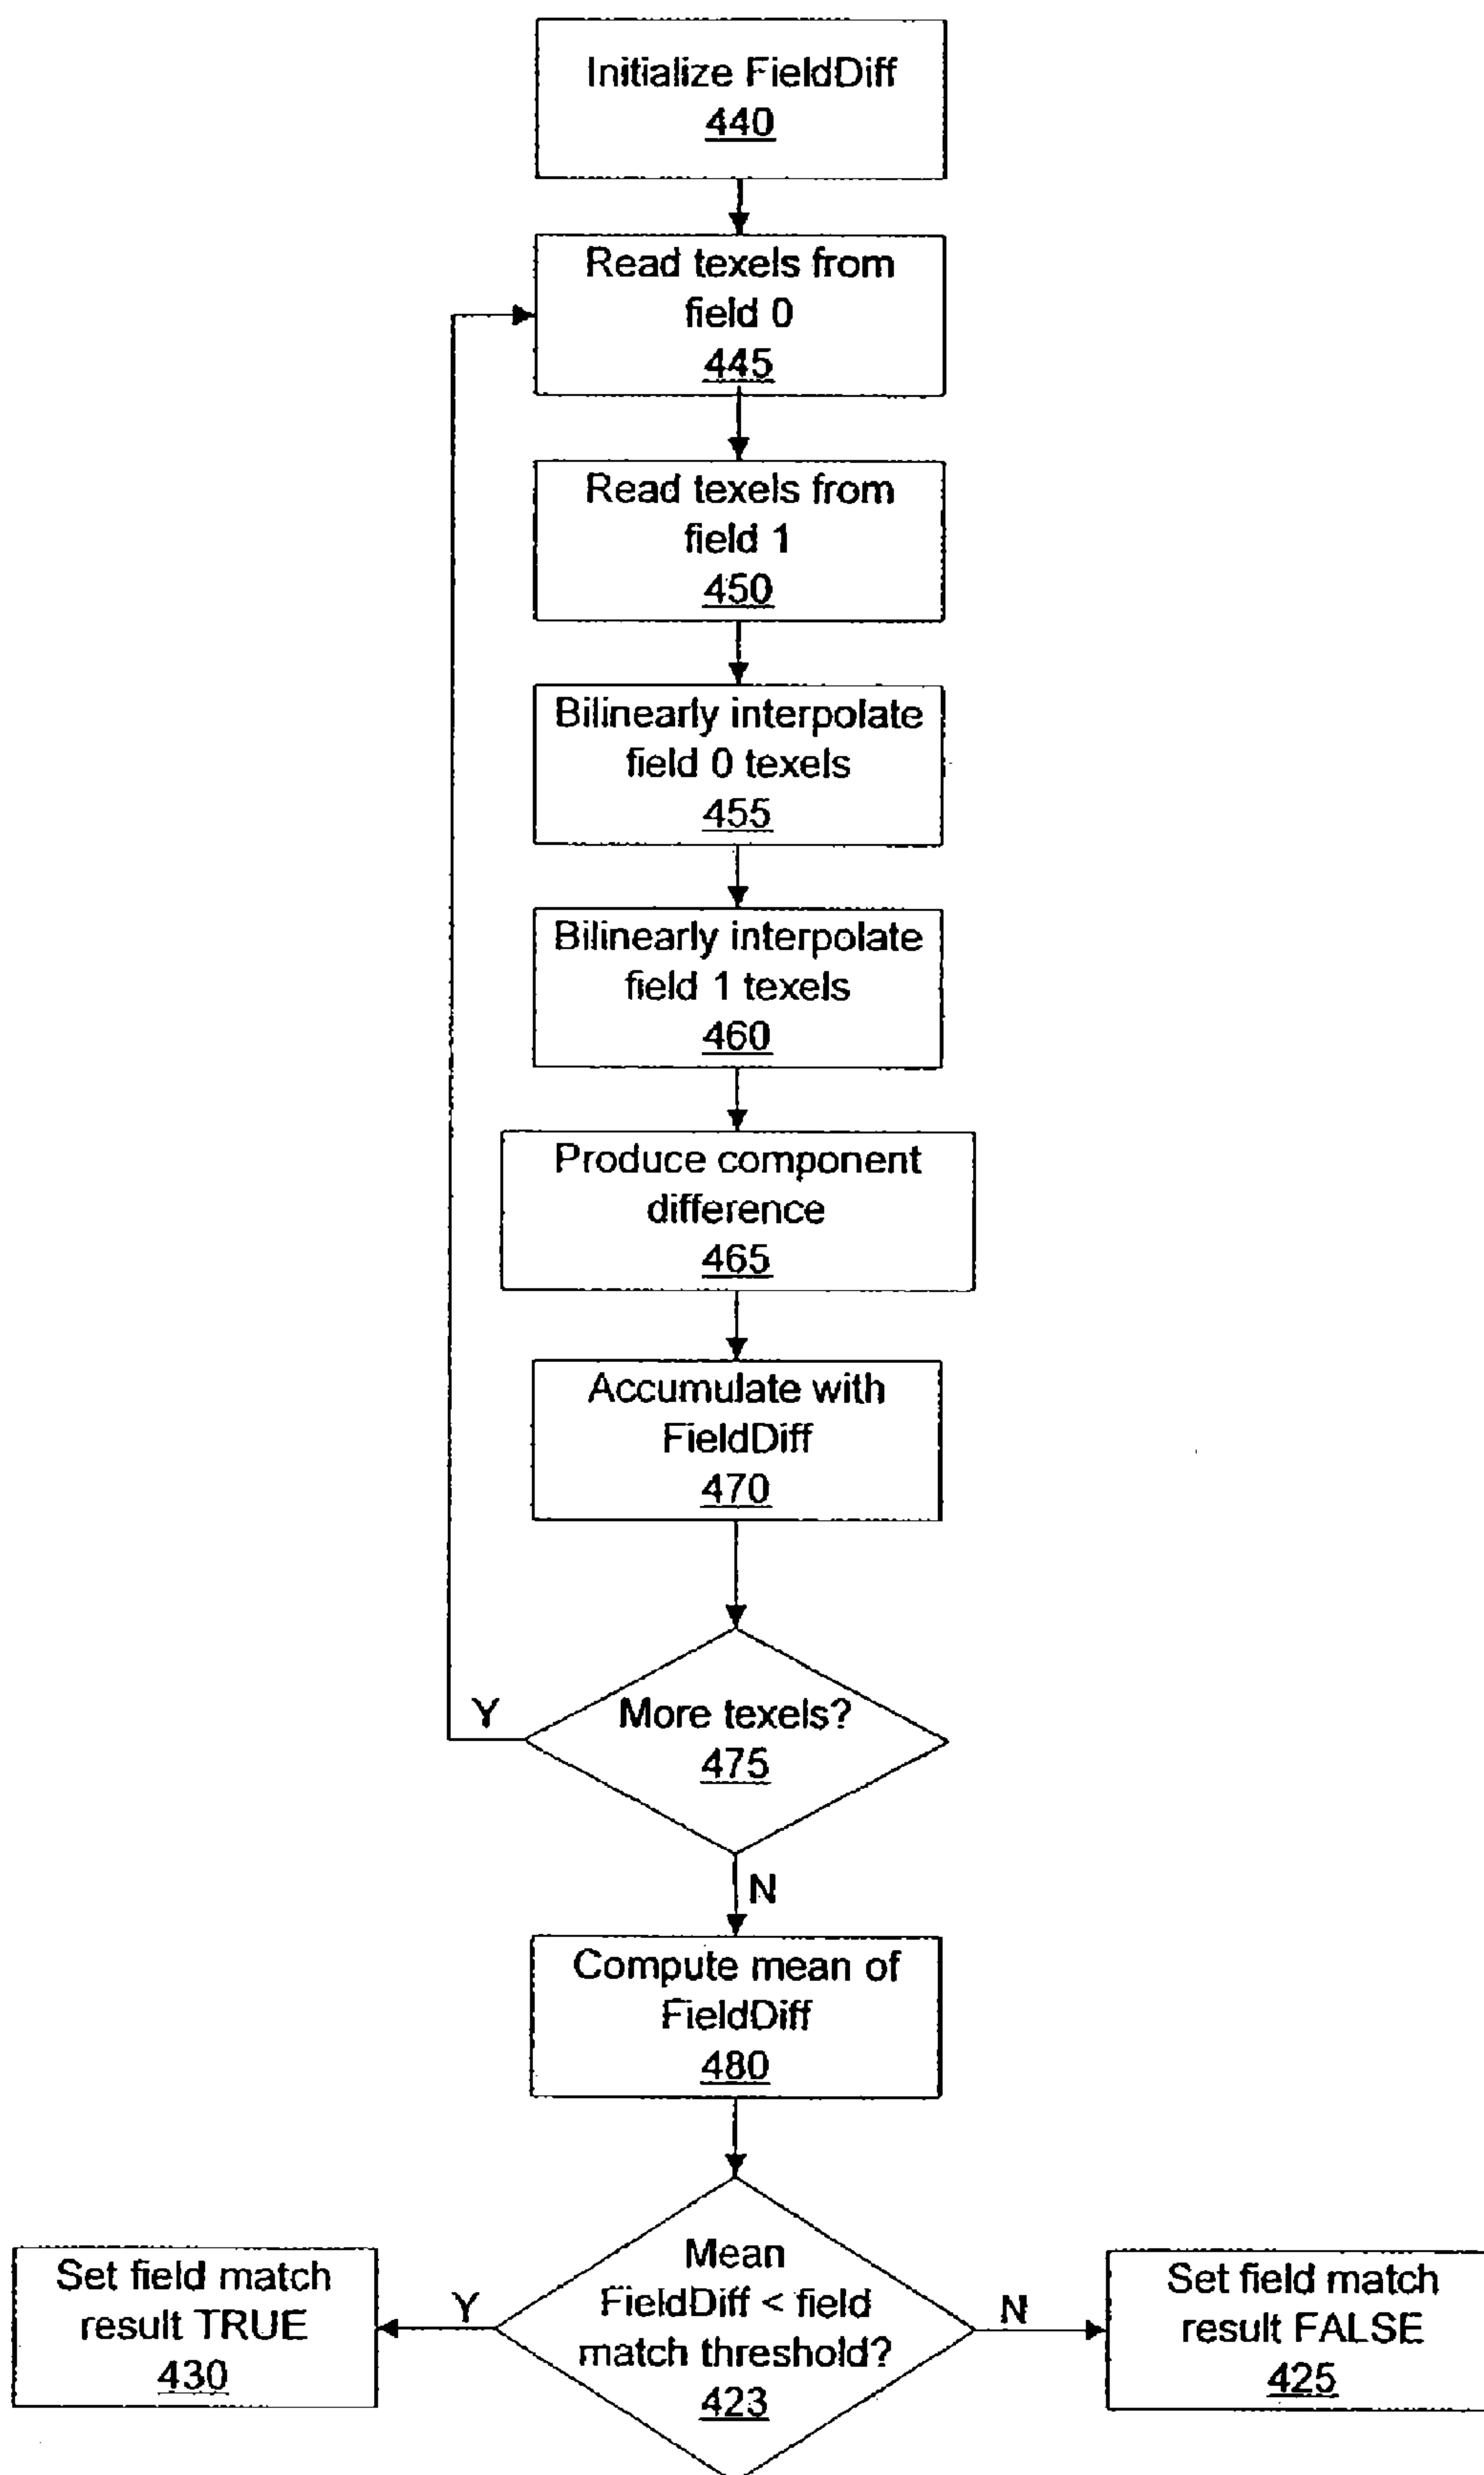 Initialize FieldDiff
440
Read texels from
field 0
445
Read texels from
field 1
450
Bilinearly interpolate
field 0 texels
455
Bilinearly interpolate
field 1 texels
460
Produce component
difference
465
Accumulate with
FieldDiff
470
More texels?
475
Y
N
Compute mean of
FieldDiff
480
Mean
FieldDiff < field
match threshold?
423
Y
N
Set field match
result TRUE
430
Set field match
result FALSE
425